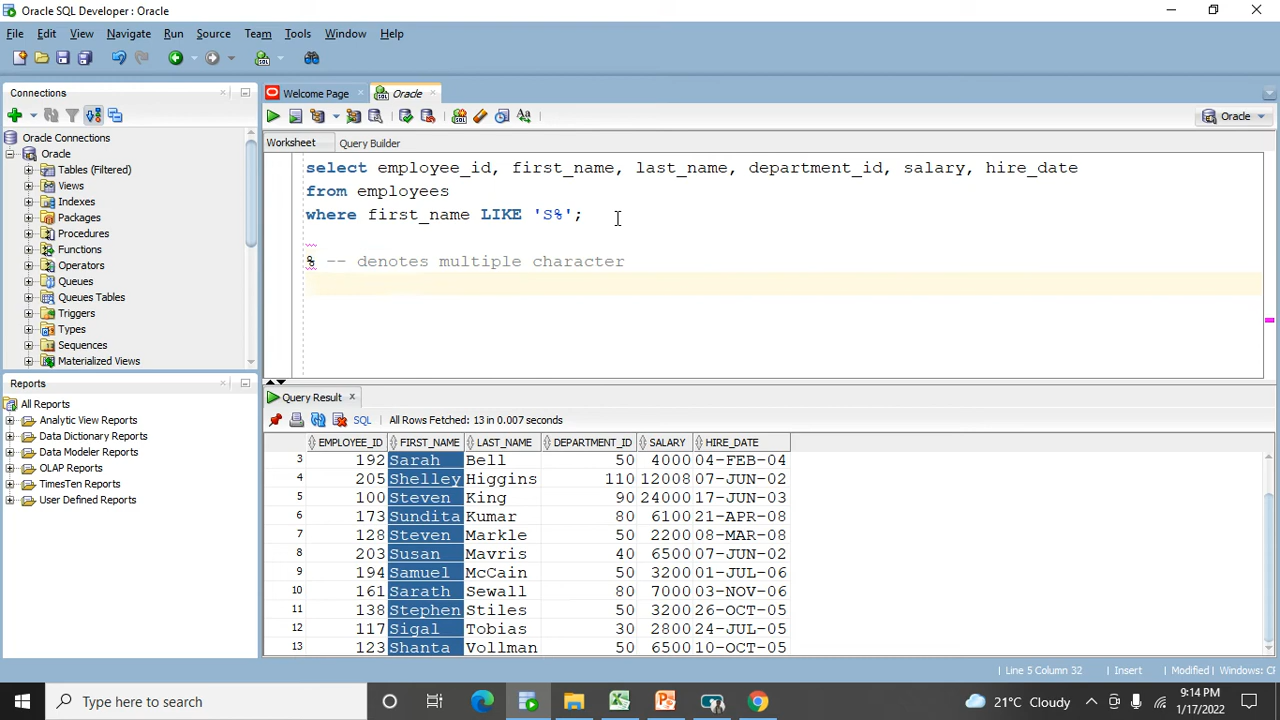 Oracle SQL Developer : Oracle
File Edit View Navigate Run Source Team Tools Window Help
Connections
Oracle Connections
Oracle
Tables (Filtered)
Views
Indexes
Packages
Procedures
Functions
Operators
Queues
Queues Tables
Triggers
Types
Sequences
Materialized Views
Reports
All Reports
Analytic View Reports
Data Dictionary Reports
Data Modeler Reports
OLAP Reports
TimesTen Reports
User Defined Reports
Welcome Page Oracle
Oracle
Worksheet Query Builder
select employee_id, first_name, last_name, department_id, salary, hire_date
from employees
where first_name LIKE 'S%';
% -- denotes multiple character
Query Result
SQL All Rows Fetched: 13 in 0.007 seconds
EMPLOYEE_ID FIRST_NAME LAST_NAME DEPARTMENT_ID SALARY HIRE_DATE
3 192 Sarah Bell 50 4000 04-FEB-04
4 205 Shelley Higgins 110 12008 07-JUN-02
5 100 Steven King 90 24000 17-JUN-03
6 173 Sundita Kumar 80 6100 21-APR-08
7 128 Steven Markle 50 2200 08-MAR-08
8 203 Susan Mavris 40 6500 07-JUN-02
9 194 Samuel McCain 50 3200 01-JUL-06
10 161 Sarath Sewall 80 7000 03-NOV-06
11 138 Stephen Stiles 50 3200 26-OCT-05
12 117 Sigal Tobias 30 2800 24-JUL-05
13 123 Shanta Vollman 50 6500 10-OCT-05
Line 5 Column 32 Insert Modified Windows: CF
Type here to search
21°C Cloudy
9:14 PM
1/17/2022